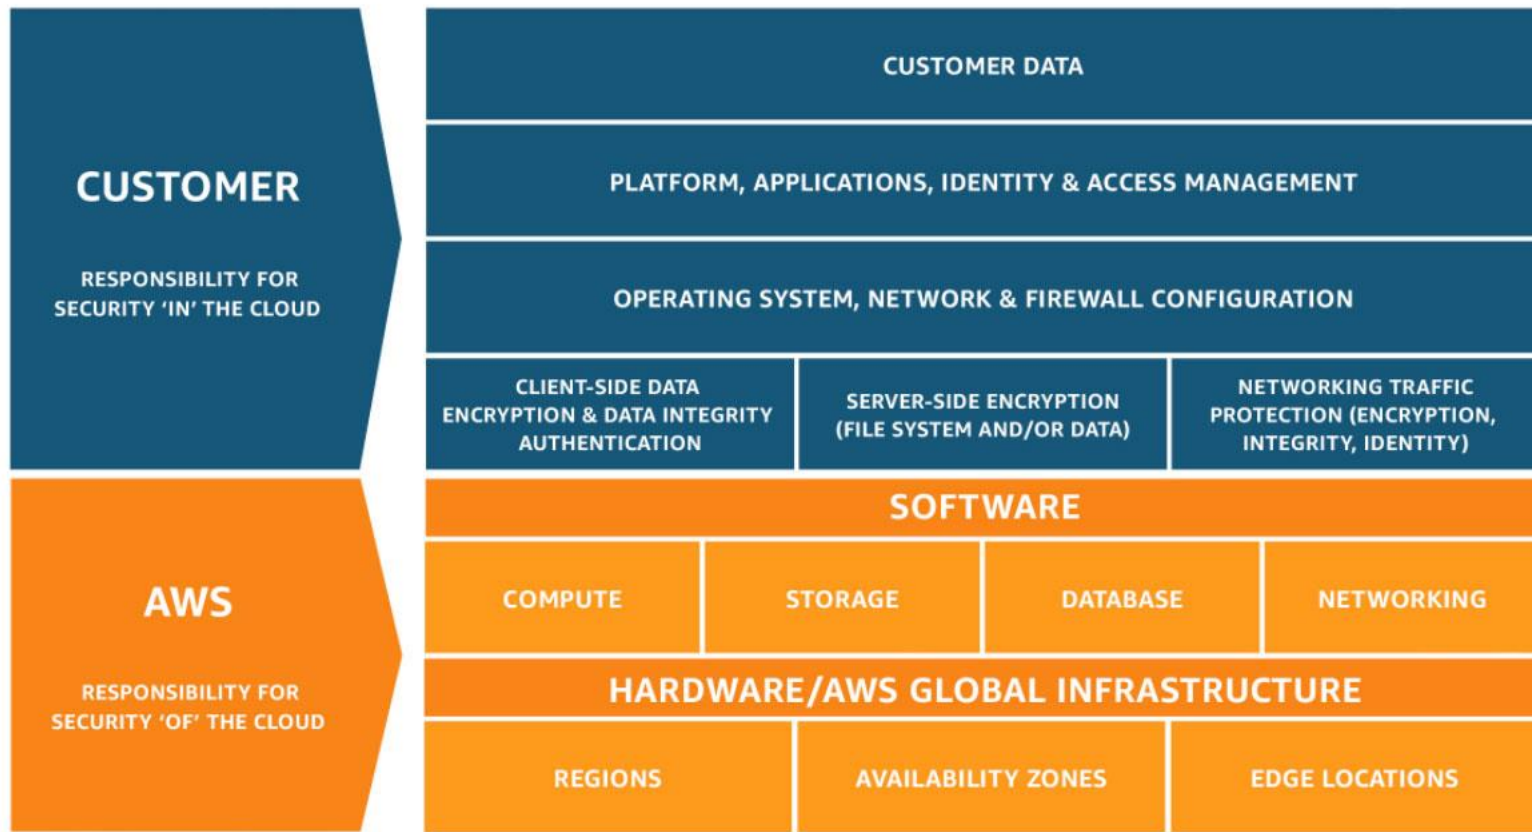 CUSTOMER
RESPONSIBILITY FOR
SECURITY ‘IN’ THE CLOUD
CUSTOMER DATA
PLATFORM, APPLICATIONS, IDENTITY & ACCESS MANAGEMENT
OPERATING SYSTEM, NETWORK & FIREWALL CONFIGURATION
CLIENT-SIDE DATA
ENCRYPTION & DATA INTEGRITY
AUTHENTICATION
SERVER-SIDE ENCRYPTION
(FILE SYSTEM AND/OR DATA)
NETWORKING TRAFFIC
PROTECTION (ENCRYPTION,
INTEGRITY, IDENTITY)
AWS
RESPONSIBILITY FOR
SECURITY ‘OF’ THE CLOUD
SOFTWARE
COMPUTE
STORAGE
DATABASE
NETWORKING
HARDWARE/AWS GLOBAL INFRASTRUCTURE
REGIONS
AVAILABILITY ZONES
EDGE LOCATIONS